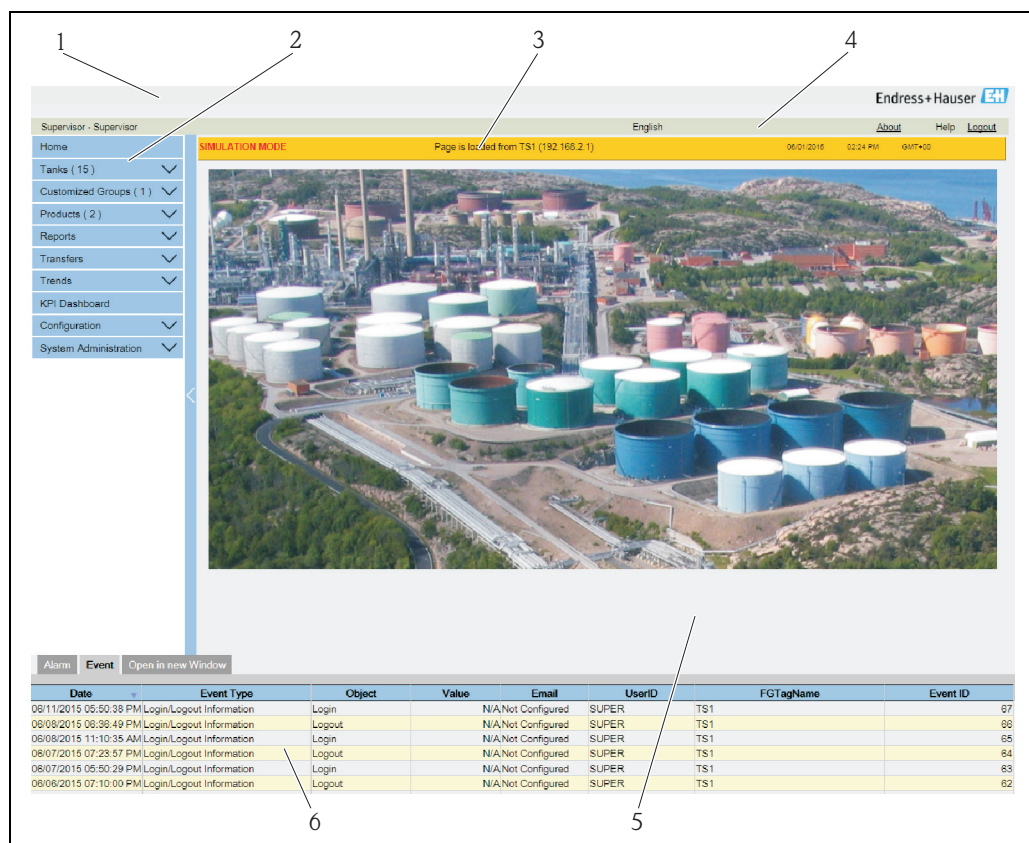 1 2 3 4
Endress+Hauser EH
Supervisor - Supervisor English About Help Logout
Home
SIMULATION MODE Page is loaded from TS1 (192.168.2.1) 06/01/2016 02:24 PM GMT+00
Tanks ( 15 )
Customized Groups ( 1 )
Products ( 2 )
Reports
Transfers
Trends
KPI Dashboard
Configuration
System Administration
Alarm Event Open in new Window
Date Event Type Object Value Email UserID FGTagName Event ID
06/11/2015 05:50:38 PM Login/Logout Information Login N/A Not Configured SUPER TS1 67
06/08/2015 06:36:49 PM Login/Logout Information Logout N/A Not Configured SUPER TS1 66
06/08/2015 11:10:35 AM Login/Logout Information Login N/A Not Configured SUPER TS1 65
06/07/2015 07:23:57 PM Login/Logout Information Logout N/A Not Configured SUPER TS1 64
06/07/2015 05:50:29 PM Login/Logout Information Login N/A Not Configured SUPER TS1 63
06/06/2015 07:10:00 PM Login/Logout Information Logout N/A Not Configured SUPER TS1 62
6 5